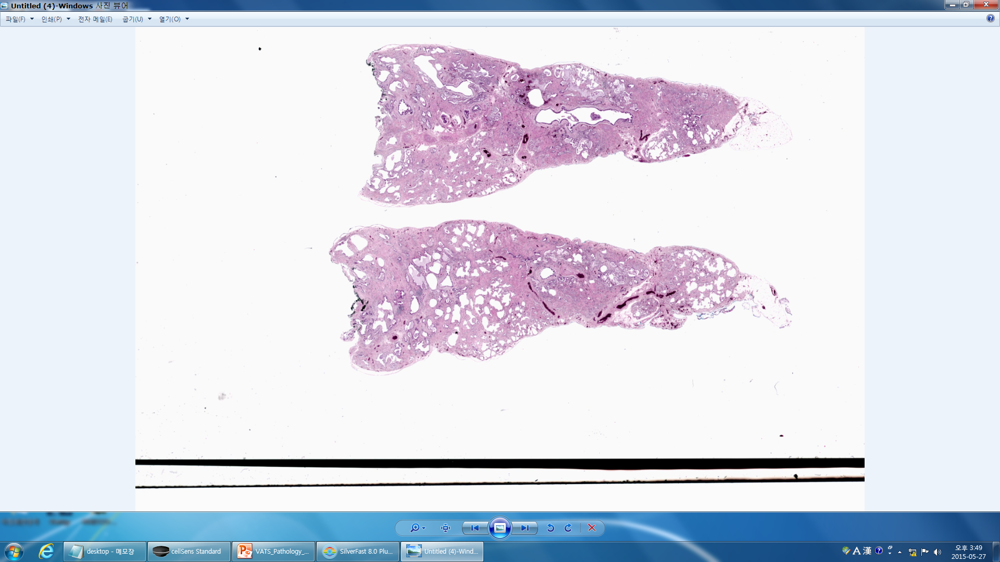 Untitled (4)-Windows 사진 뷰어
파일(F) 인쇄(P) 전자 메일(E) 굽기(U) 열기(O)
desktop - 메모장
cellSens Standard
VATS_Pathology_...
SilverFast 8.0 Plu...
Untitled (4)-Wind...
A 漢
오후 3:49
2015-05-27